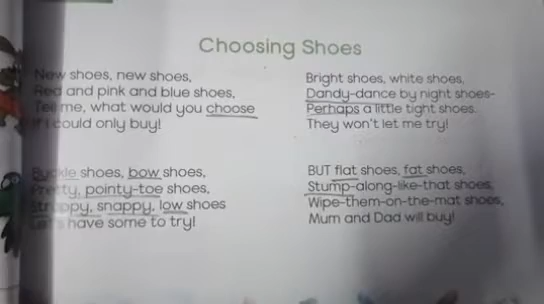 Choosing Shoes
New shoes, new shoes,
Red and pink and blue shoes,
Tell me, what would you choose
If I could only buy!
Buckle shoes, bow shoes,
Pretty, pointy-toe shoes,
Strappy, snappy, low shoes
Let's have some to try!
Bright shoes, white shoes,
Dandy-dance by night shoes-
Perhaps a little tight shoes.
They won't let me try!
BUT flat shoes, fat shoes,
Stump-along-like-that shoes,
Wipe-them-on-the-mat shoes,
Mum and Dad will buy!